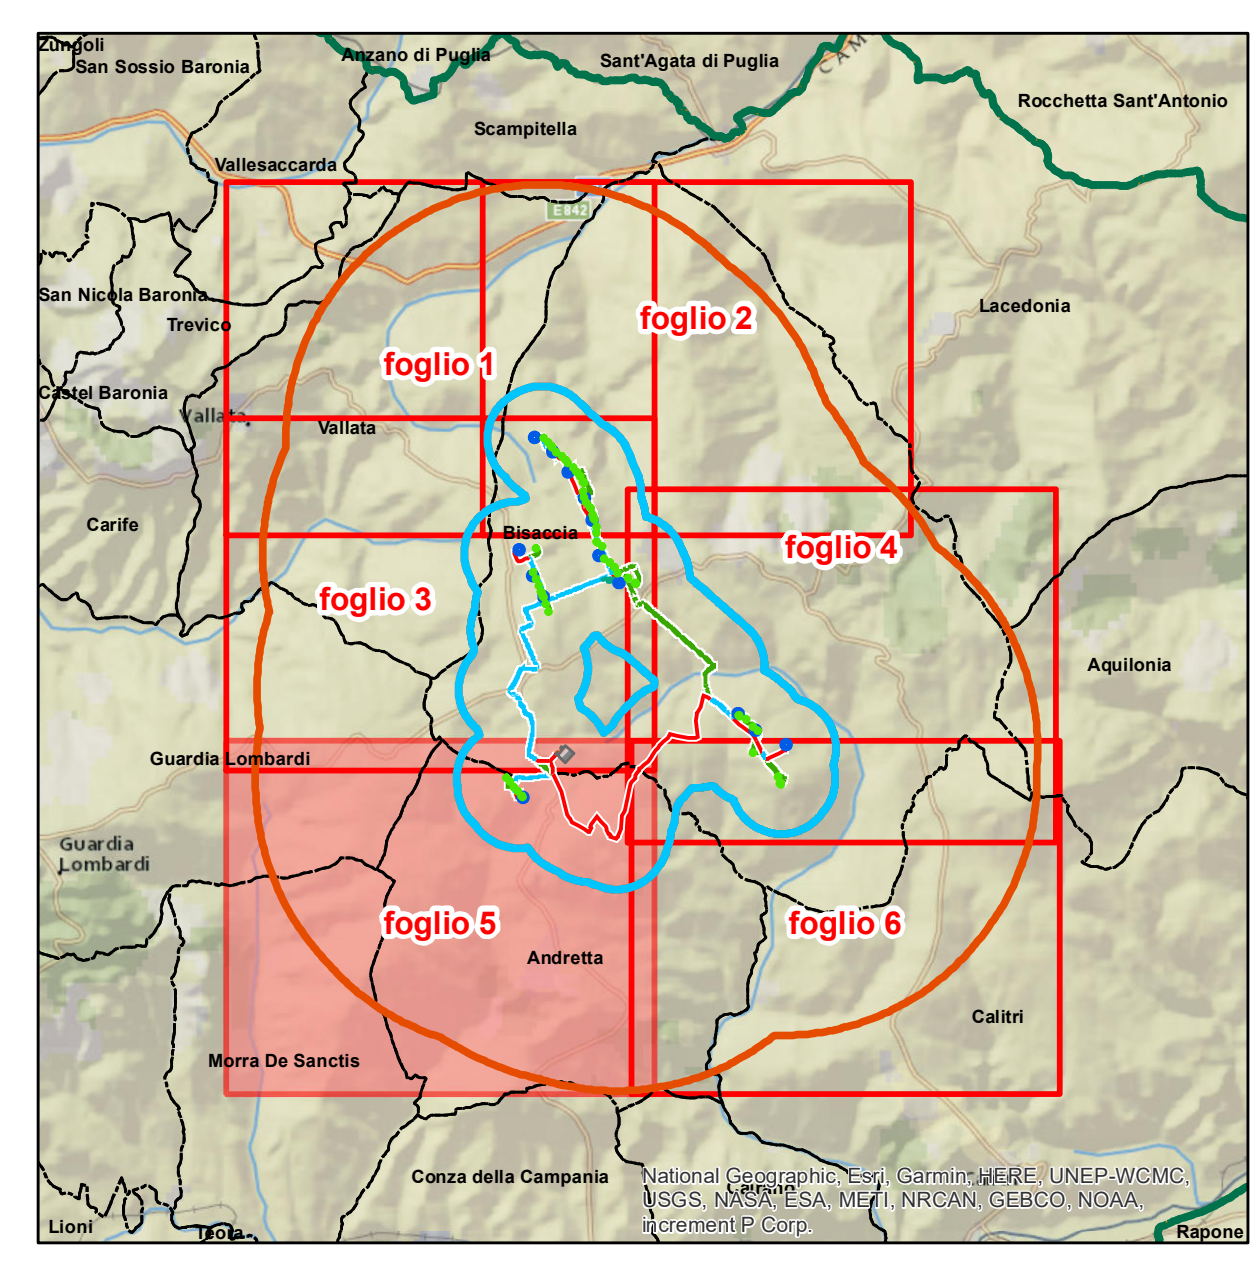 Zungoli
San Sossio Baronia
Anzano di Puglia
Sant'Agata di Puglia
CAM
Rocchetta Sant'Antonio
Scampitella
Vallesaccarda
E842
San Nicola Baronia
Trevico
foglio 2
Lacedonia
foglio 1
Castel Baronia
Vallata
Vallata
Carife
Bisaccia
foglio 4
foglio 3
Aquilonia
Guardia Lombardi
Guardia
Lombardi
foglio 5
foglio 6
Andretta
Calitri
Morra De Sanctis
Conza della Campania
National Geographic, Esri, Garmin, HERE, UNEP-WCMC,
USGS, NASA, ESA, METI, NRCAN, GEBCO, NOAA,
increment P Corp.
Cairano
Lioni
Teora
Rapone